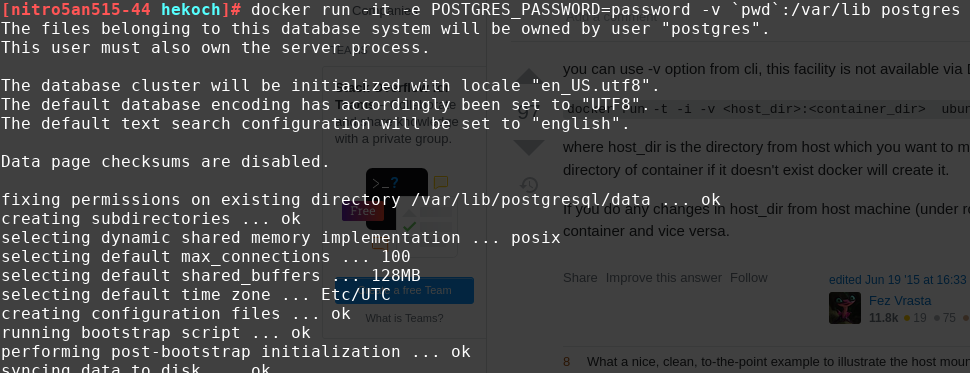 [nitro5an515-44 hekoch]# docker run -it -e POSTGRES_PASSWORD=password -v `pwd`:/var/lib postgres
The files belonging to this database system will be owned by user "postgres".
This user must also own the server process.
The database cluster will be initialized with locale "en_US.utf8".
The default database encoding has accordingly been set to "UTF8".
The default text search configuration will be set to "english".
Data page checksums are disabled.
fixing permissions on existing directory /var/lib/postgresql/data ... ok
creating subdirectories ... ok
selecting dynamic shared memory implementation ... posix
selecting default max_connections ... 100
selecting default shared_buffers ... 128MB
selecting default time zone ... Etc/UTC
creating configuration files ... ok
running bootstrap script ... ok
performing post-bootstrap initialization ... ok
syncing data to disk ... ok
with a private group.
>_?
Free
a free Team
What is Teams?
you can use -v option from cli, this facility is not available via
docker run -t -i -v <host_dir>:<container_dir> ubun
where host_dir is the directory from host which you want to m
directory of container if it doesn't exist docker will create it.
If you do any changes in host_dir from host machine (under ro
container and vice versa.
Share Improve this answer Follow
edited Jun 19 '15 at 16:33
Fez Vrasta
11.8k 19 75
8 What a nice, clean, to-the-point example to illustrate the host moun